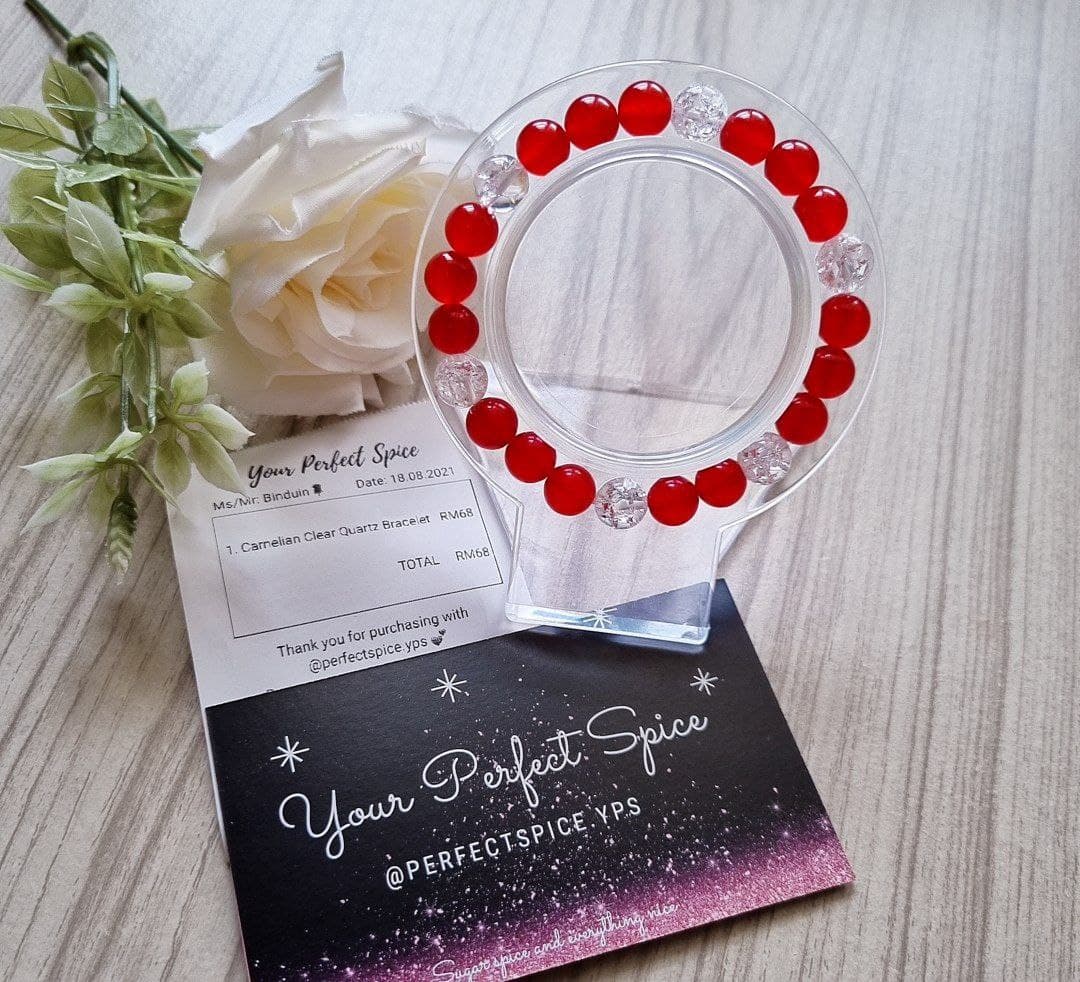 Your Perfect Spice
Ms/Mr: Binduin Date: 18.08.2021
1. Carnelian Clear Quartz Bracelet RM68
TOTAL RM68
Thank you for purchasing with
@perfectspice.yps 💕
Your Perfect Spice
@PERFECTSPICE.YPS
Sugar spice and everything nice